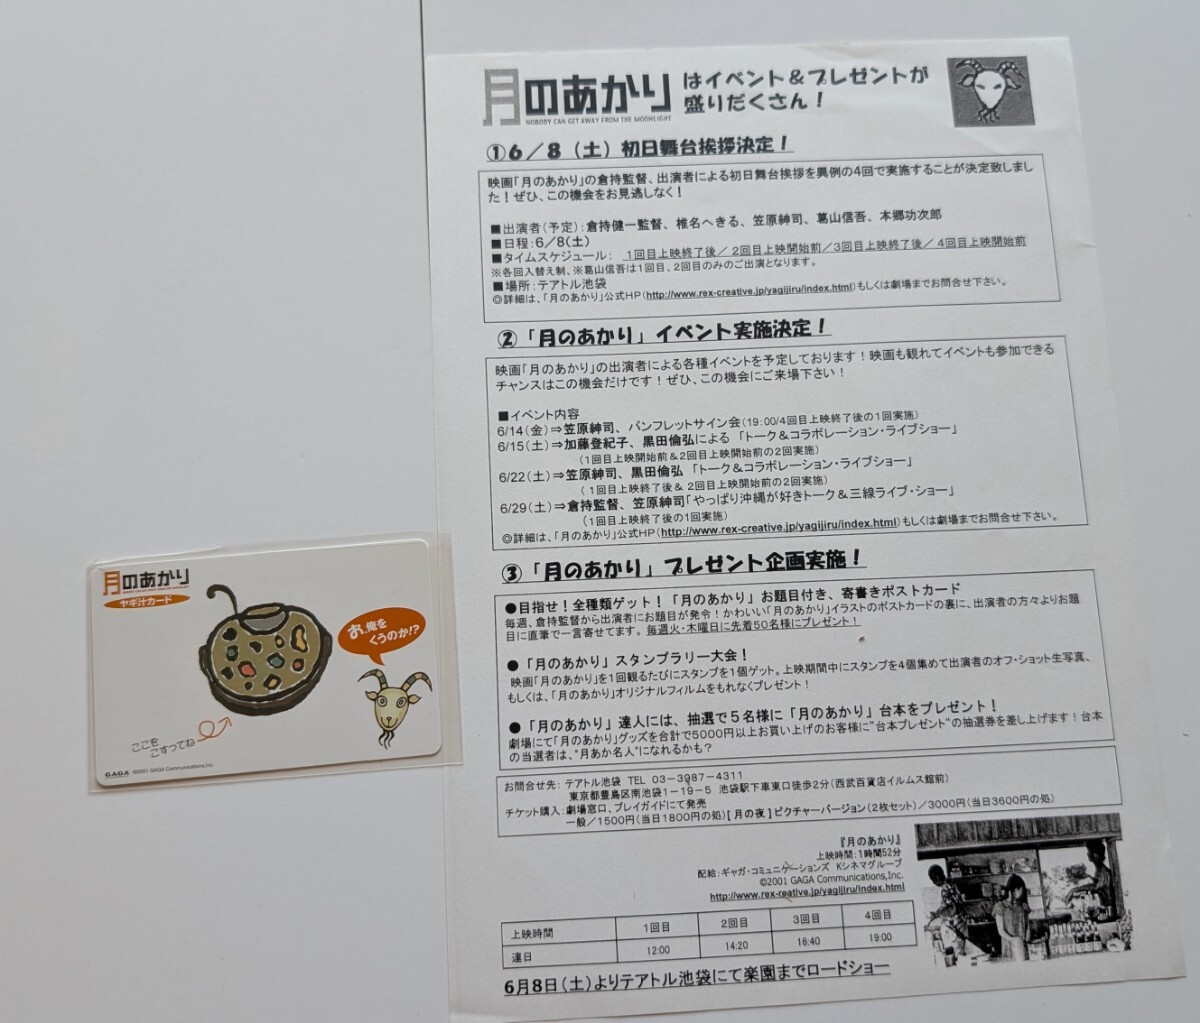 月のあかり
NOBODY CAN GET AWAY FROM THE MOONLIGHT
はイベント＆プレゼントが
盛りだくさん！
①6／8（土）初日舞台挨拶決定！
映画「月のあかり」の倉持監督、出演者による初日舞台挨拶を異例の4回で実施することが決定致しまし
た！ぜひ、この機会をお見逃しなく！
■出演者(予定)：倉持健一監督、椎名へきる、笠原紳司、葛山信吾、本郷功次郎
■日程：6/8(土)
■タイムスケジュール： 1回目上映終了後／2回目上映開始前／3回目上映終了後／4回目上映開始前
※各回入替え制、※葛山信吾は1回目、2回目のみのご出演となります。
■場所：テアトル池袋
◎詳細は、「月のあかり」公式HP(http://www.rex-creative.jp/yagijiru/index.html)もしくは劇場までお問合せ下さい。
②「月のあかり」イベント実施決定！
映画「月のあかり」の出演者による各種イベントを予定しております！映画も観れてイベントも参加できる
チャンスはこの機会だけです！ぜひ、この機会にご来場下さい！
■イベント内容
6/14(金)⇒笠原紳司、パンフレットサイン会(19:00/4回目上映終了後の1回実施)
6/15(土)⇒加藤登紀子、黒田倫弘による 「トーク＆コラボレーション・ライブショー」
(1回目上映開始前＆2回目上映開始前の2回実施)
6/22(土)⇒笠原紳司、黒田倫弘 「トーク＆コラボレーション・ライブショー」
(1回目上映終了後＆2回目上映開始前の2回実施)
6/29(土)⇒倉持監督、笠原紳司「やっぱり沖縄が好きトーク＆三線ライブ・ショー」
(1回目上映終了後の1回実施)
◎詳細は、「月のあかり」公式HP(http://www.rex-creative.jp/yagijiru/index.html)もしくは劇場までお問合せ下さい。
③「月のあかり」プレゼント企画実施！
●目指せ！全種類ゲット！「月のあかり」お題目付き、寄書きポストカード
毎週、倉持監督から出演者にお題目が発令！かわいい「月のあかり」イラストのポストカードの裏に、出演者の方々よりお題
目に直筆で一言寄せてます。毎週火・木曜日に先着50名様にプレゼント！
●「月のあかり」スタンプラリー大会！
映画「月のあかり」を1回観るたびにスタンプを1個ゲット。上映期間中にスタンプを4個集めて出演者のオフ・ショット生写真、
もしくは、「月のあかり」オリジナルフィルムをもれなくプレゼント！
●「月のあかり」達人には、抽選で5名様に「月のあかり」台本をプレゼント！
劇場にて「月のあかり」グッズを合計で5000円以上お買い上げのお客様に"台本プレゼント"の抽選券を差し上げます！台本
の当選者は、"月あか名人"になれるかも？
お問合せ先：テアトル池袋 TEL 03－3987－4311
東京都豊島区南池袋1－19－5 池袋駅下車東口徒歩2分(西武百貨店イルムス館前)
チケット購入：劇場窓口、プレイガイドにて発売
一般／1500円(当日1800円の処)[月の夜]ピクチャーバージョン(2枚セット)／3000円(当日3600円の処)
『月のあかり』
上映時間：1時間52分
配給：ギャガ・コミュニケーションズ Kシネマグループ
©2001 GAGA Communications,Inc.
http://www.rex-creative.jp/yagijiru/index.html
上映時間 1回目 2回目 3回目 4回目
連日 12:00 14:20 16:40 19:00
6月8日(土)よりテアトル池袋にて楽園までロードショー
月のあかり
NOBODY CAN GET AWAY FROM THE MOONLIGHT
ヤギ汁カード
お、俺を
くうのか!?
ここを
こすってね
GAGA ©2001 GAGA Communications,Inc.